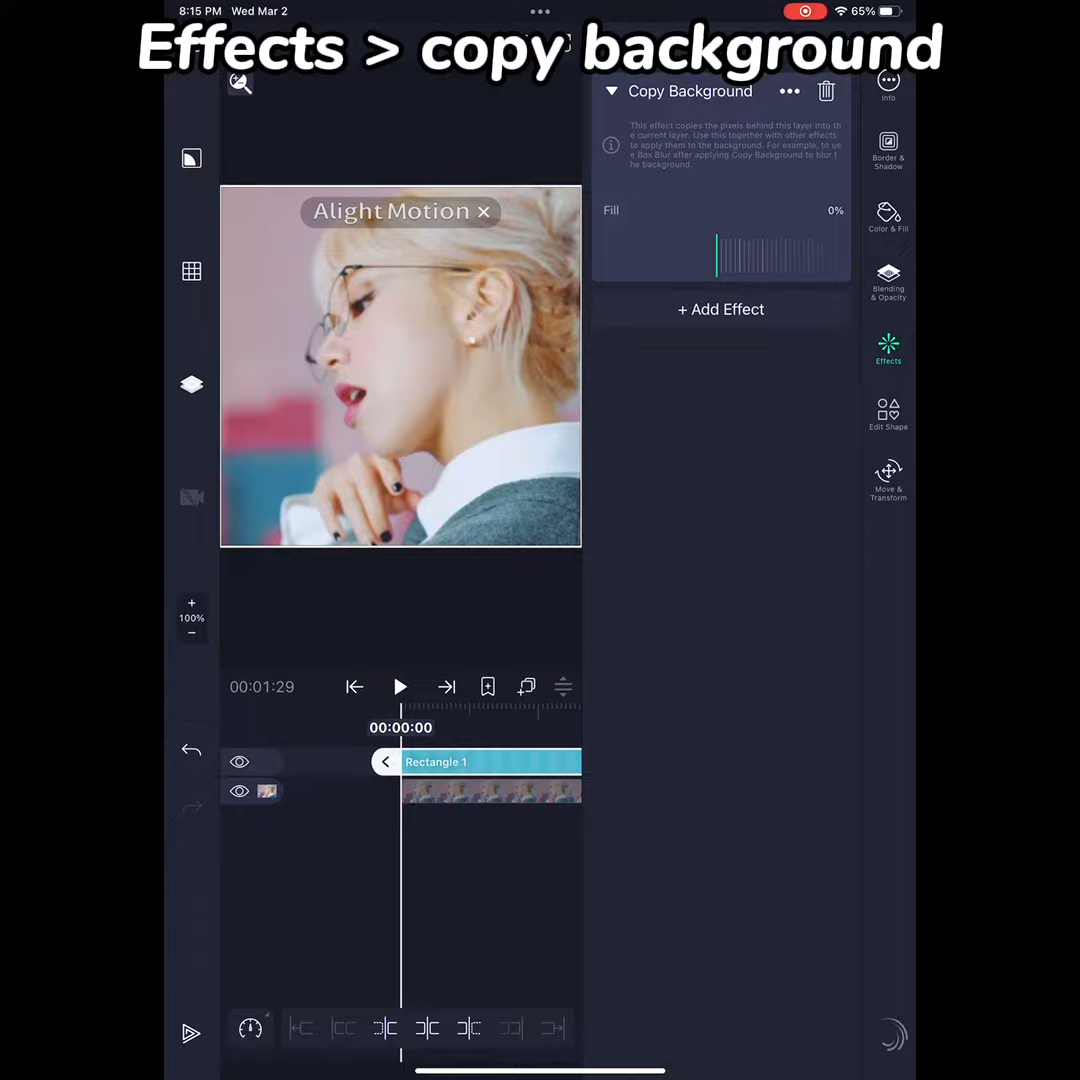 8:15 PM Wed Mar 2
65%
Effects > copy background
Copy Background
This effect copies the pixels behind this layer into th
e current layer. Use this together with other effects
to apply them to the background. For example, to us
e Box Blur after applying Copy Background to blur t
he background.
Fill 0%
+ Add Effect
Alight Motion ×
Info
Border &
Shadow
Color & Fill
Blending
& Opacity
Effects
Edit Shape
Move &
Transform
+
100%
−
00:01:29
00:00:00
Rectangle 1